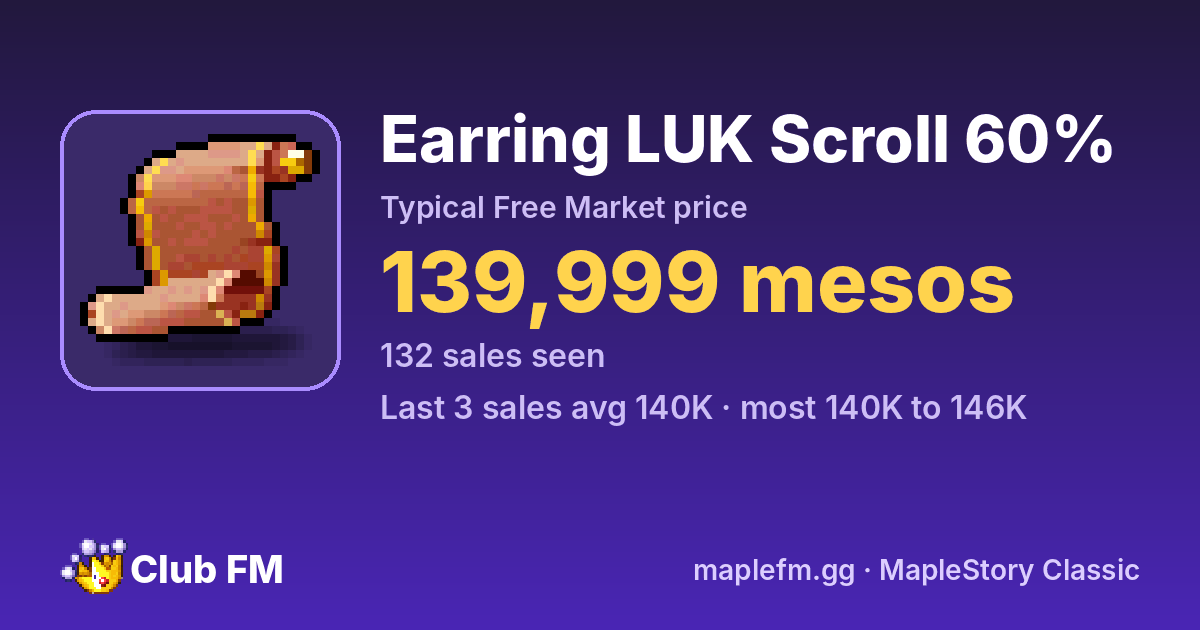 Earring LUK Scroll 60%
Typical Free Market price
139,999 mesos
132 sales seen
Last 3 sales avg 140K · most 140K to 146K
Club FM
maplefm.gg · MapleStory Classic